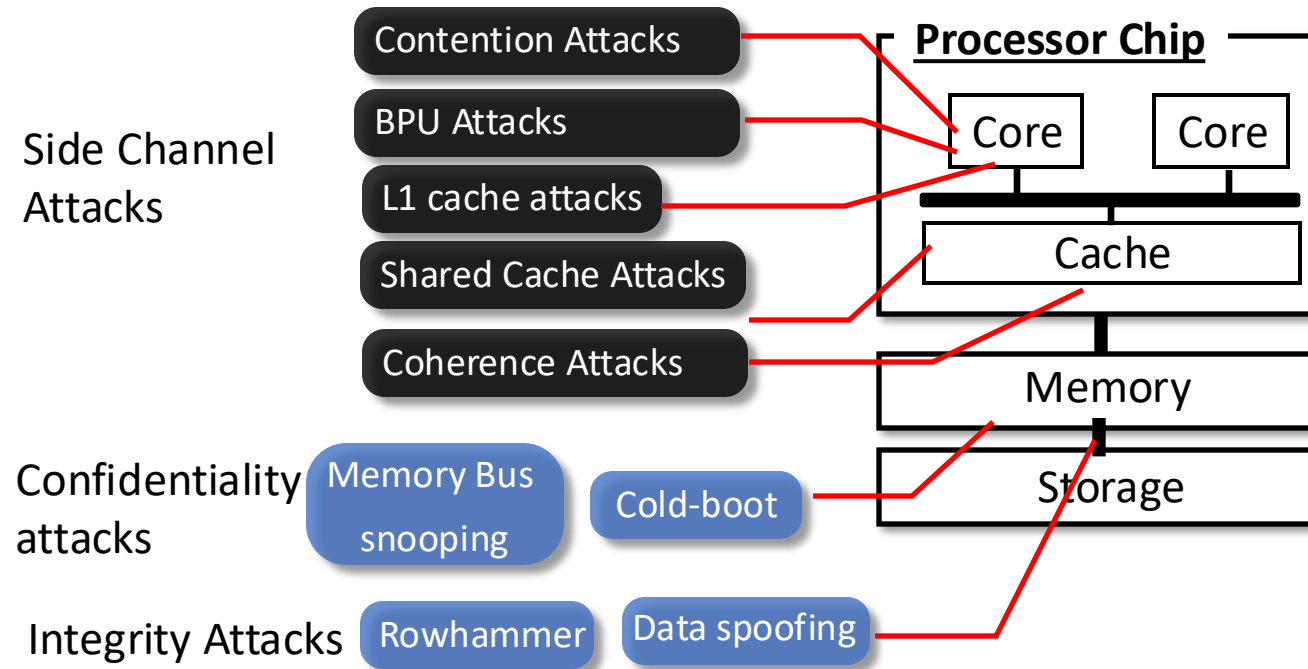 Side Channel
Attacks
Contention Attacks
BPU Attacks
L1 cache attacks
Shared Cache Attacks
Coherence Attacks
Confidentiality
attacks
Memory Bus
snooping
Cold-boot
Integrity Attacks
Rowhammer
Data spoofing
Processor Chip
Core
Core
Cache
Memory
Storage